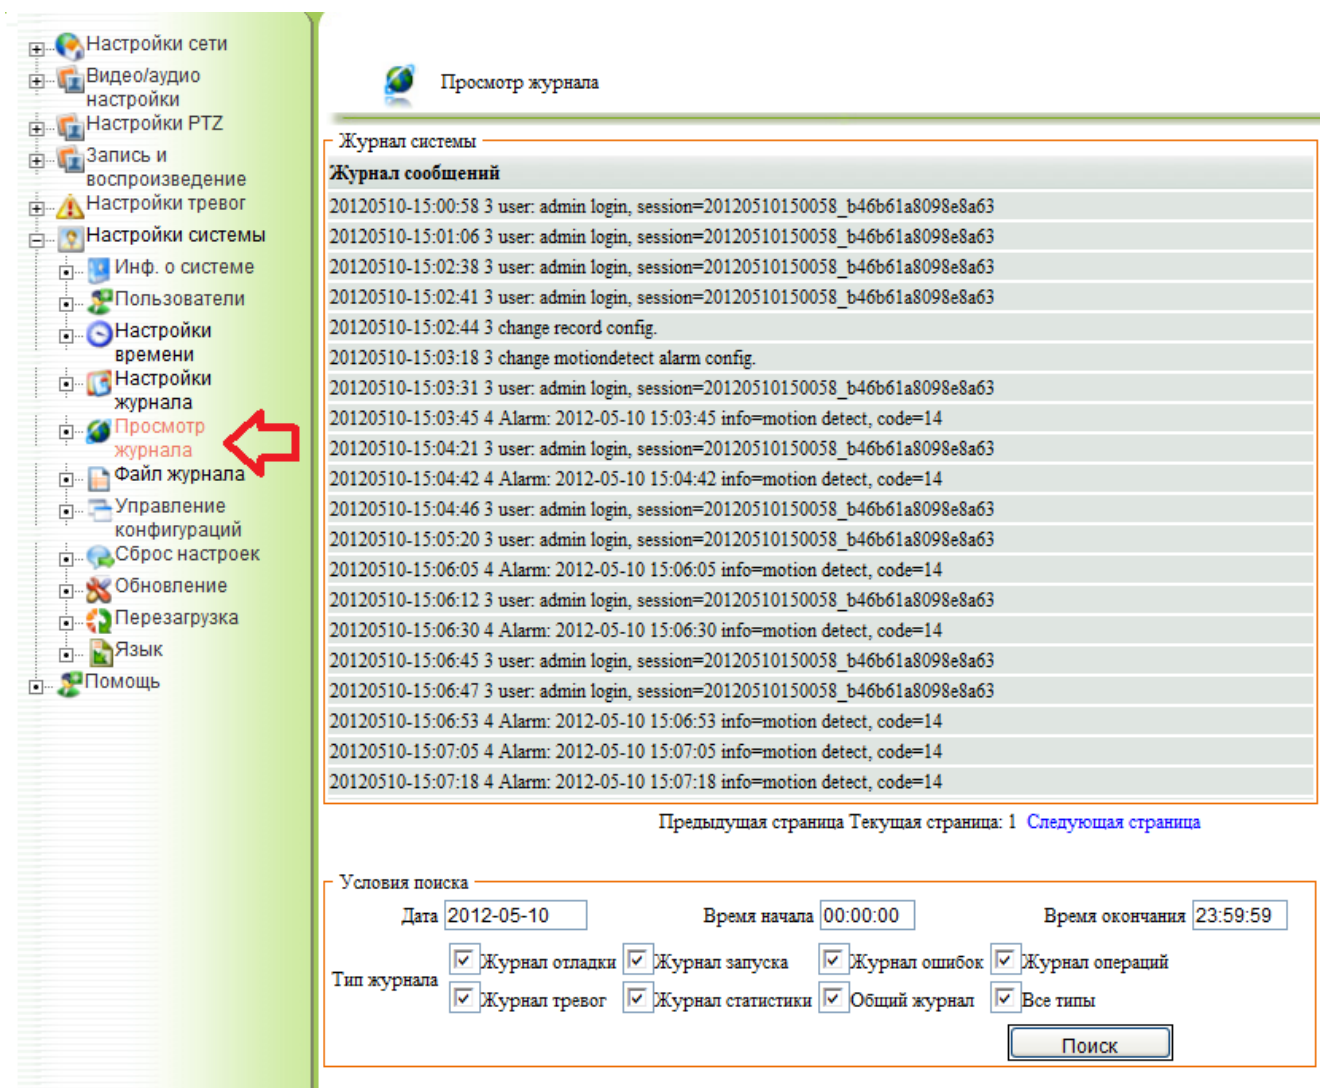 Настройки сети
Видео/аудио
настройки
Настройки PTZ
Запись и
воспроизведение
Настройки тревог
Настройки системы
Инф. о системе
Пользователи
Настройки
времени
Настройки
журнала
Просмотр
журнала
Файл журнала
Управление
конфигураций
Сброс настроек
Обновление
Перезагрузка
Язык
Помощь
Просмотр журнала
Журнал системы
Журнал сообщений
20120510-15:00:58 3 user: admin login, session=20120510150058_b46b61a8098e8a63
20120510-15:01:06 3 user: admin login, session=20120510150058_b46b61a8098e8a63
20120510-15:02:38 3 user: admin login, session=20120510150058_b46b61a8098e8a63
20120510-15:02:41 3 user: admin login, session=20120510150058_b46b61a8098e8a63
20120510-15:02:44 3 change record config.
20120510-15:03:18 3 change motiondetect alarm config.
20120510-15:03:31 3 user: admin login, session=20120510150058_b46b61a8098e8a63
20120510-15:03:45 4 Alarm: 2012-05-10 15:03:45 info=motion detect, code=14
20120510-15:04:21 3 user: admin login, session=20120510150058_b46b61a8098e8a63
20120510-15:04:42 4 Alarm: 2012-05-10 15:04:42 info=motion detect, code=14
20120510-15:04:46 3 user: admin login, session=20120510150058_b46b61a8098e8a63
20120510-15:05:20 3 user: admin login, session=20120510150058_b46b61a8098e8a63
20120510-15:06:05 4 Alarm: 2012-05-10 15:06:05 info=motion detect, code=14
20120510-15:06:12 3 user: admin login, session=20120510150058_b46b61a8098e8a63
20120510-15:06:30 4 Alarm: 2012-05-10 15:06:30 info=motion detect, code=14
20120510-15:06:45 3 user: admin login, session=20120510150058_b46b61a8098e8a63
20120510-15:06:47 3 user: admin login, session=20120510150058_b46b61a8098e8a63
20120510-15:06:53 4 Alarm: 2012-05-10 15:06:53 info=motion detect, code=14
20120510-15:07:05 4 Alarm: 2012-05-10 15:07:05 info=motion detect, code=14
20120510-15:07:18 4 Alarm: 2012-05-10 15:07:18 info=motion detect, code=14
Предыдущая страница Текущая страница: 1 Следующая страница
Условия поиска
Дата 2012-05-10 Время начала 00:00:00 Время окончания 23:59:59
Тип журнала
Журнал отладки Журнал запуска Журнал ошибок Журнал операций
Журнал тревог Журнал статистики Общий журнал Все типы
Поиск